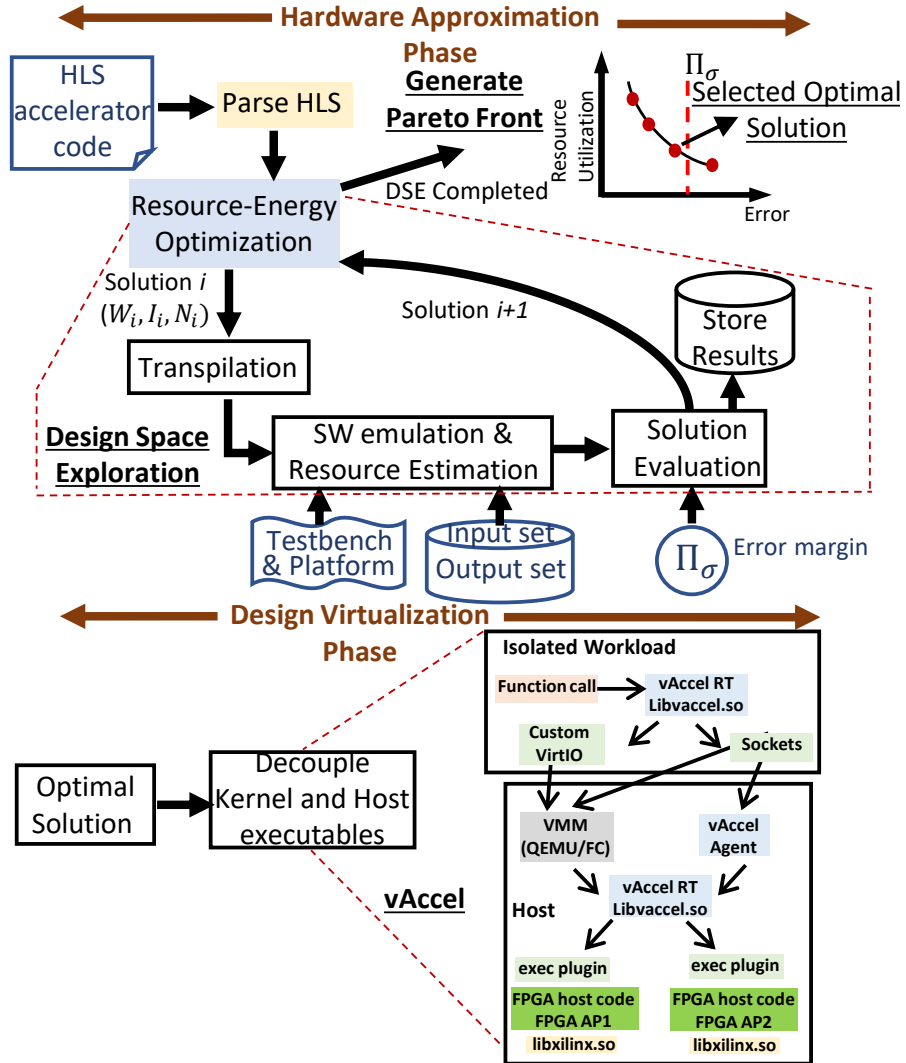 Hardware Approximation
Phase
HLS
accelerator
code
Parse HLS
Generate
Pareto Front
DSE Completed
Resource
Utilization
Π_σ
Selected Optimal
Solution
Error
Resource-Energy
Optimization
Solution i
(W_i, I_i, N_i)
Solution i+1
Store
Results
Transpilation
Design Space
Exploration
SW emulation &
Resource Estimation
Solution
Evaluation
Testbench
& Platform
Input set
Output set
Π_σ
Error margin
Design Virtualization
Phase
Isolated Workload
Function call
vAccel RT
Libvaccel.so
Custom
VirtIO
Sockets
Optimal
Solution
Decouple
Kernel and Host
executables
vAccel
VMM
(QEMU/FC)
vAccel
Agent
vAccel RT
Libvaccel.so
Host
exec plugin
exec plugin
FPGA host code
FPGA AP1
libxilinx.so
FPGA host code
FPGA AP2
libxilinx.so